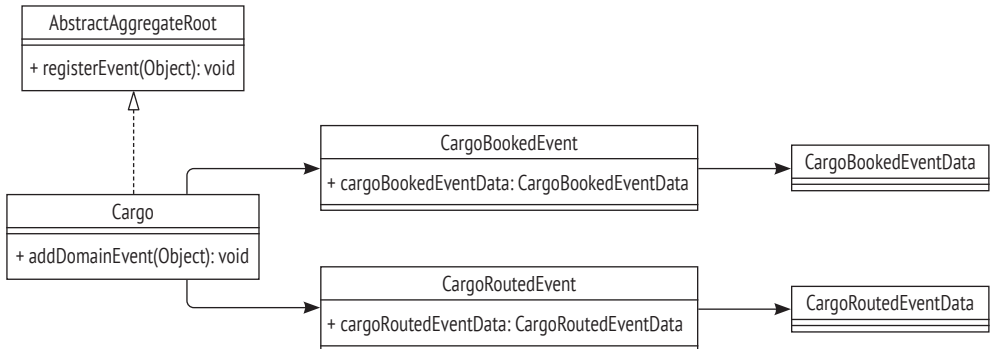 AbstractAggregateRoot
+ registerEvent(Object): void
CargoBookedEvent
+ cargoBookedEventData: CargoBookedEventData
CargoBookedEventData
Cargo
+ addDomainEvent(Object): void
CargoRoutedEvent
+ cargoRoutedEventData: CargoRoutedEventData
CargoRoutedEventData